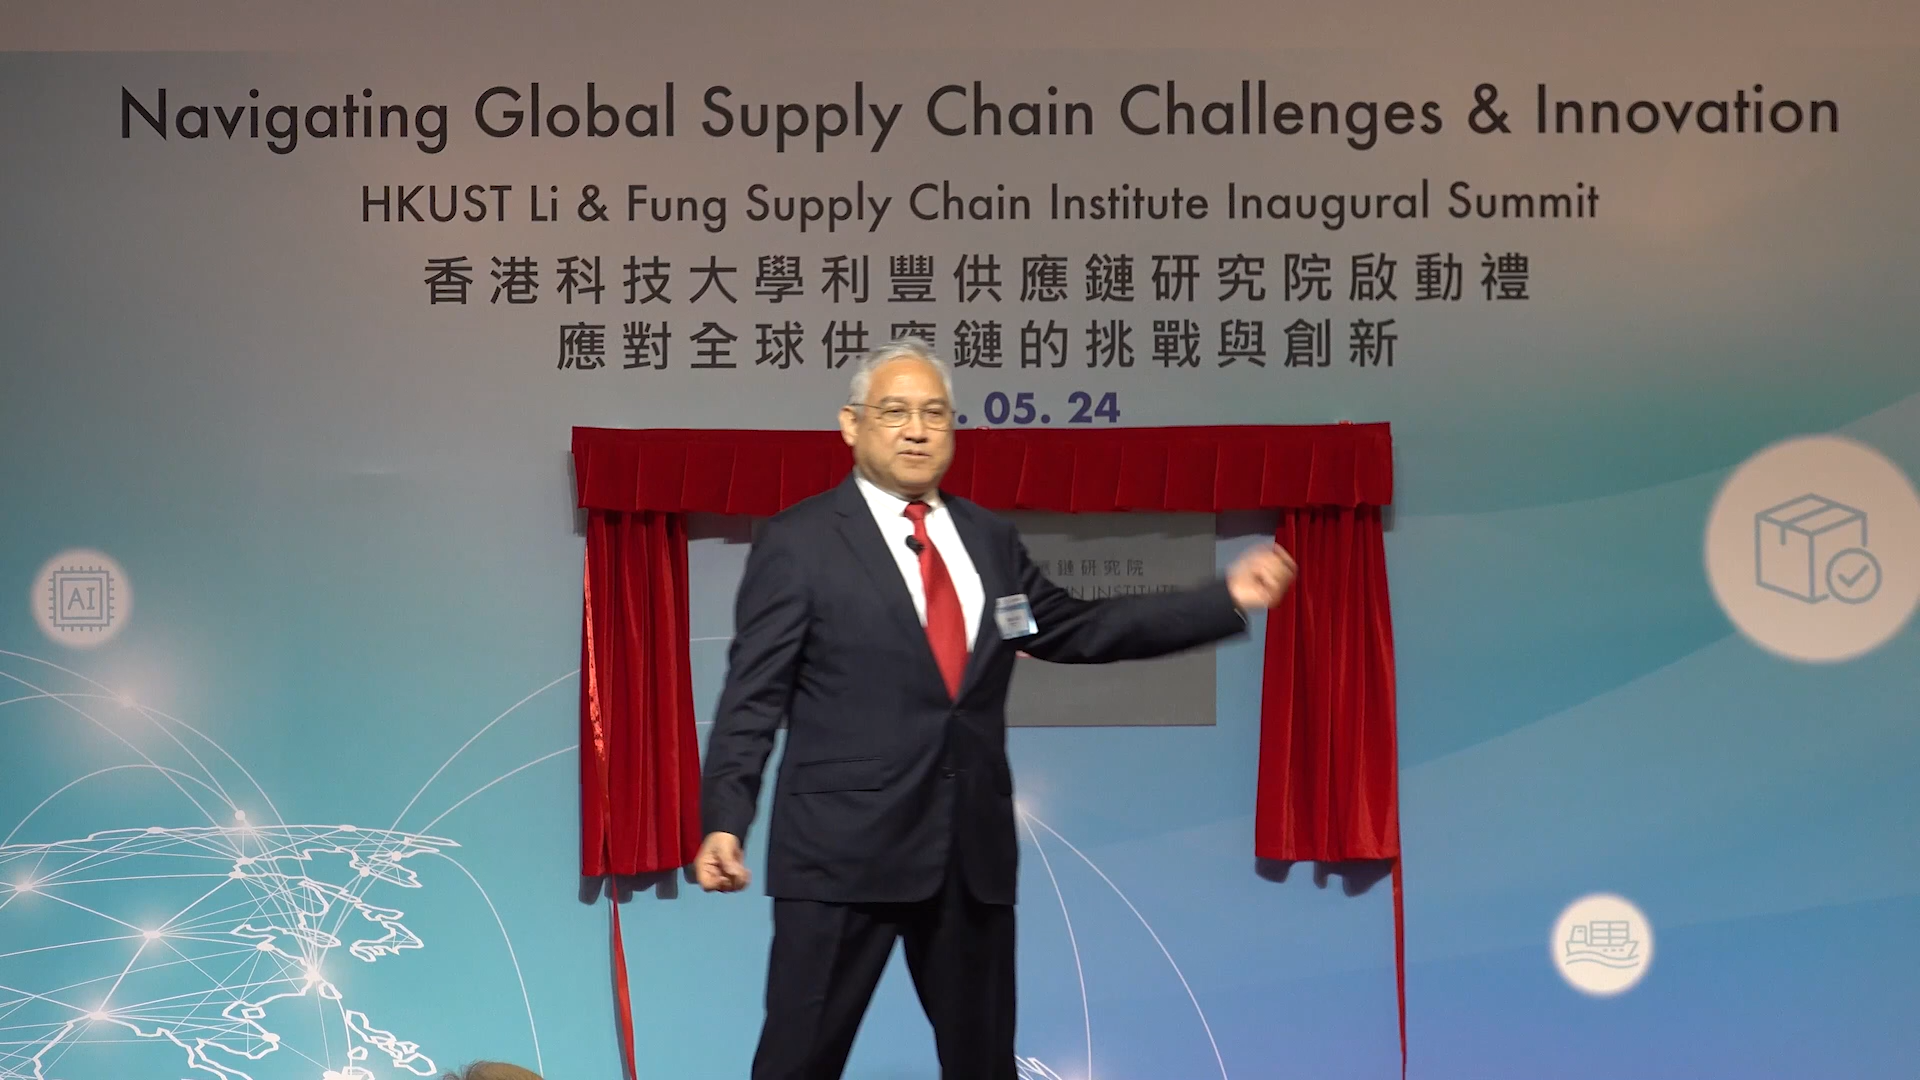 Navigating Global Supply Chain Challenges & Innovation
HKUST Li & Fung Supply Chain Institute Inaugural Summit
香港科技大學利豐供應鏈研究院啟動禮
應對全球供應鏈的挑戰與創新
. 05. 24
AI
鏈研究院
INSTITUTE